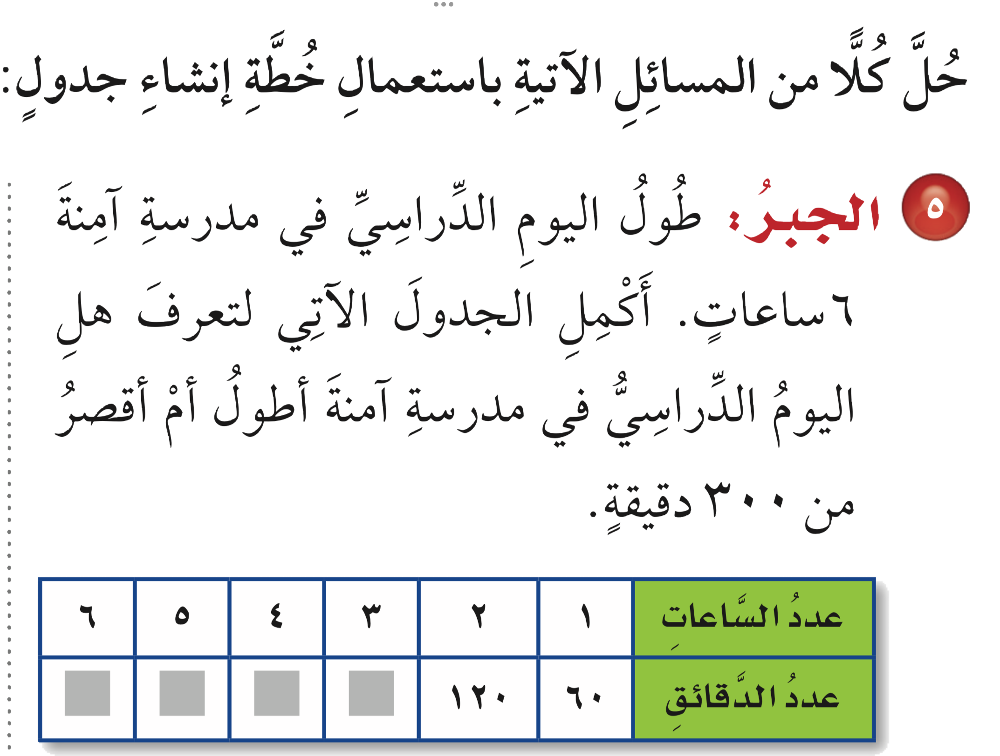 حُلَّ كُلًّا من المسائِلِ الآتيةِ باستعمالِ خُطَّةِ إنشاءِ جدولٍ:
٥ الجبرُ: طُولُ اليومِ الدِّراسِيِّ في مدرسةِ آمِنةَ
٦ ساعاتٍ. أَكْمِلِ الجدولَ الآتِي لتعرفَ هلِ
اليومُ الدِّراسِيُّ في مدرسةِ آمنةَ أطولُ أمْ أقصرُ
من ٣٠٠ دقيقةٍ.
عددُ السَّاعاتِ ١ ٢ ٣ ٤ ٥ ٦
عددُ الدَّقائقِ ٦٠ ١٢٠